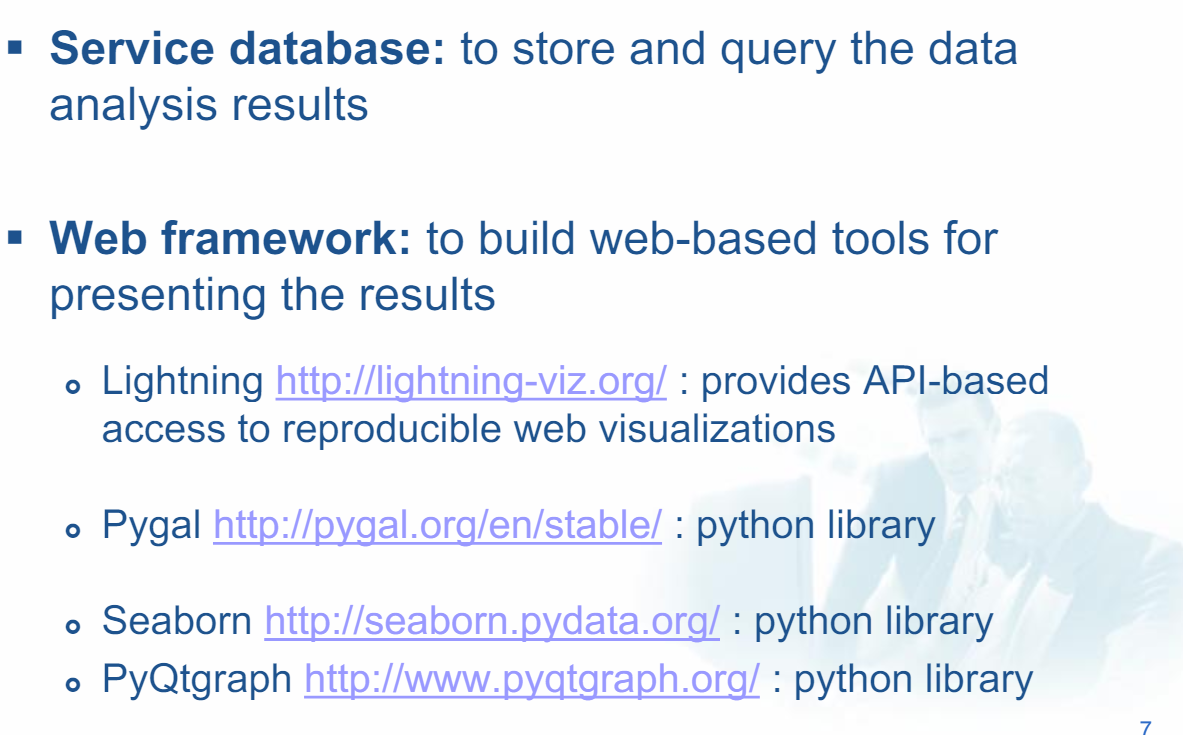 ▪ Service database: to store and query the data
analysis results
▪ Web framework: to build web-based tools for
presenting the results
Lightning http://lightning-viz.org/ : provides API-based
access to reproducible web visualizations
Pygal http://pygal.org/en/stable/ : python library
Seaborn http://seaborn.pydata.org/ : python library
PyQtgraph http://www.pyqtgraph.org/ : python library
7